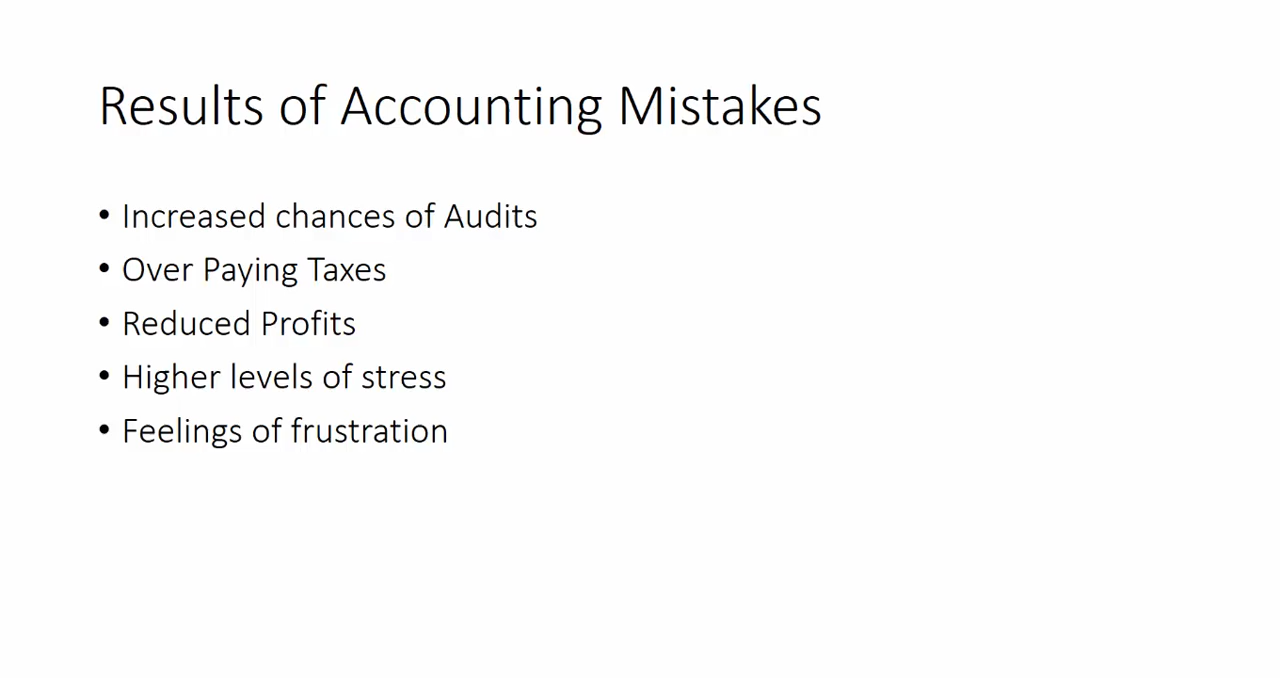 Results of Accounting Mistakes
• Increased chances of Audits
• Over Paying Taxes
• Reduced Profits
• Higher levels of stress
• Feelings of frustration